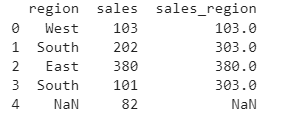 region sales sales_region
0 West 103 103.0
1 South 202 303.0
2 East 380 380.0
3 South 101 303.0
4 NaN 82 NaN